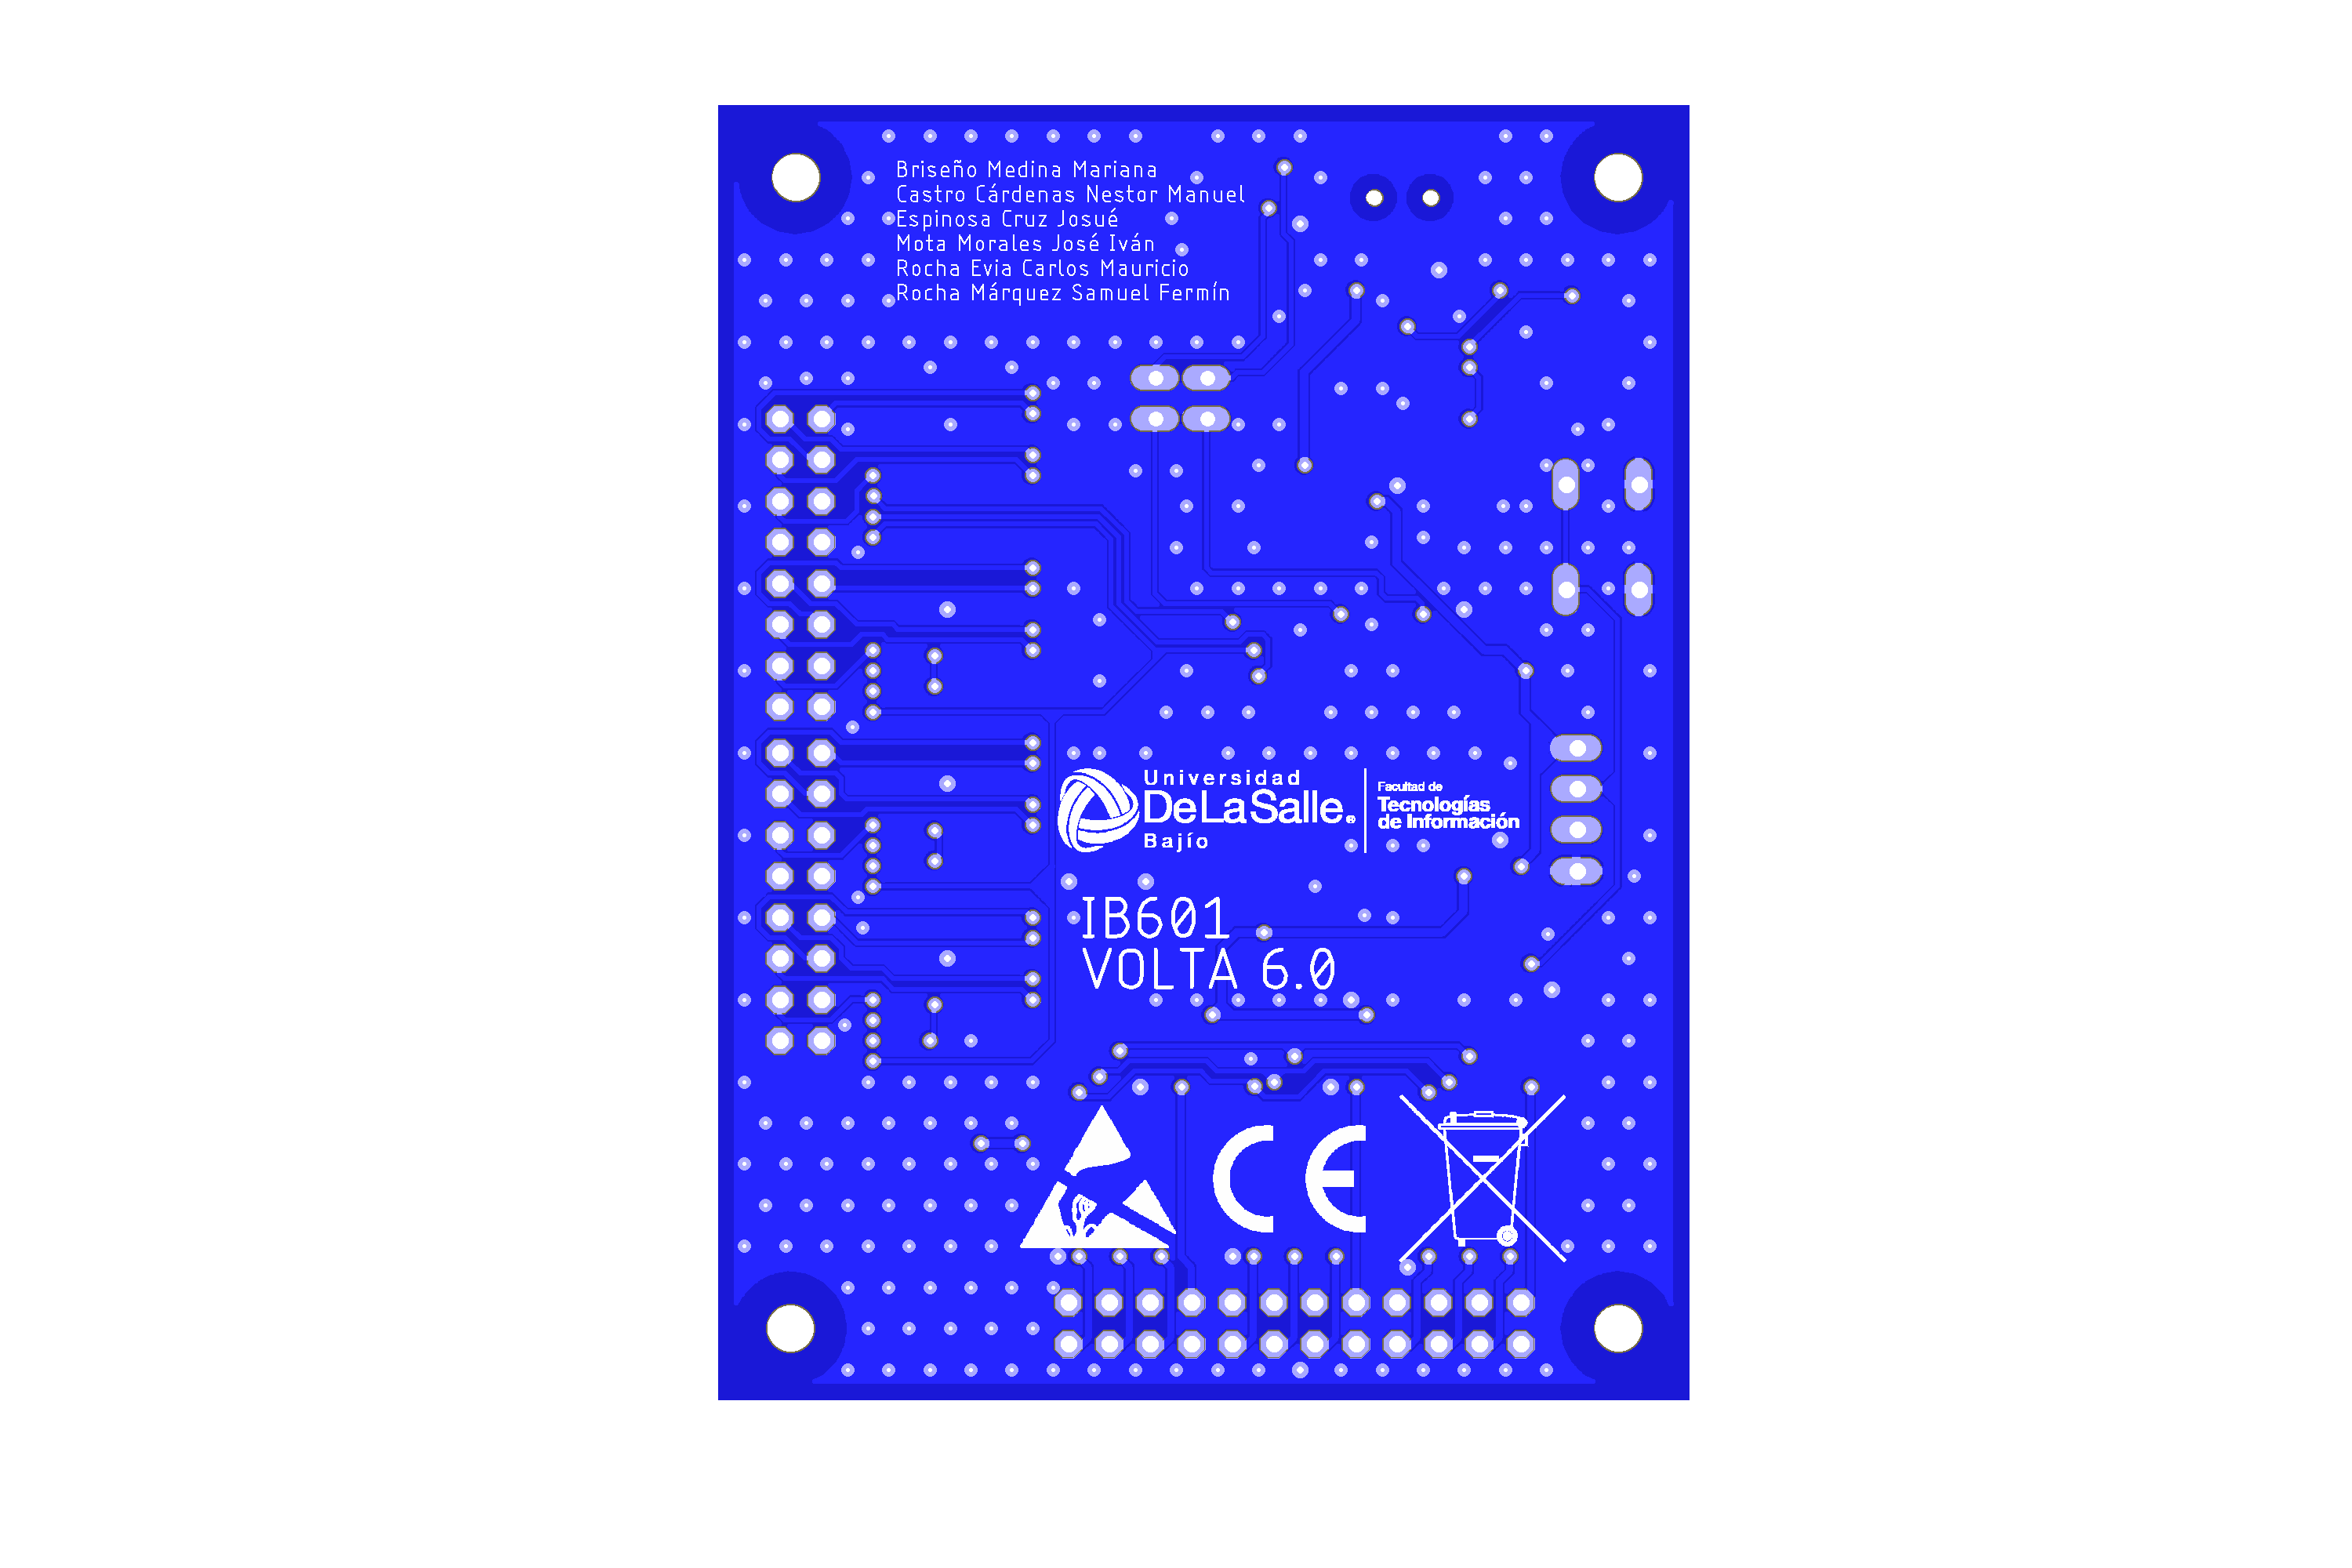 Briseño Medina Mariana
Castro Cárdenas Nestor Manuel
Espinosa Cruz Josué
Mota Morales José Iván
Rocha Evia Carlos Mauricio
Rocha Márquez Samuel Fermín
Universidad
DeLaSalle®
Bajío
Facultad de
Tecnologías
de Información
IB601
VOLTA 6.0
CE